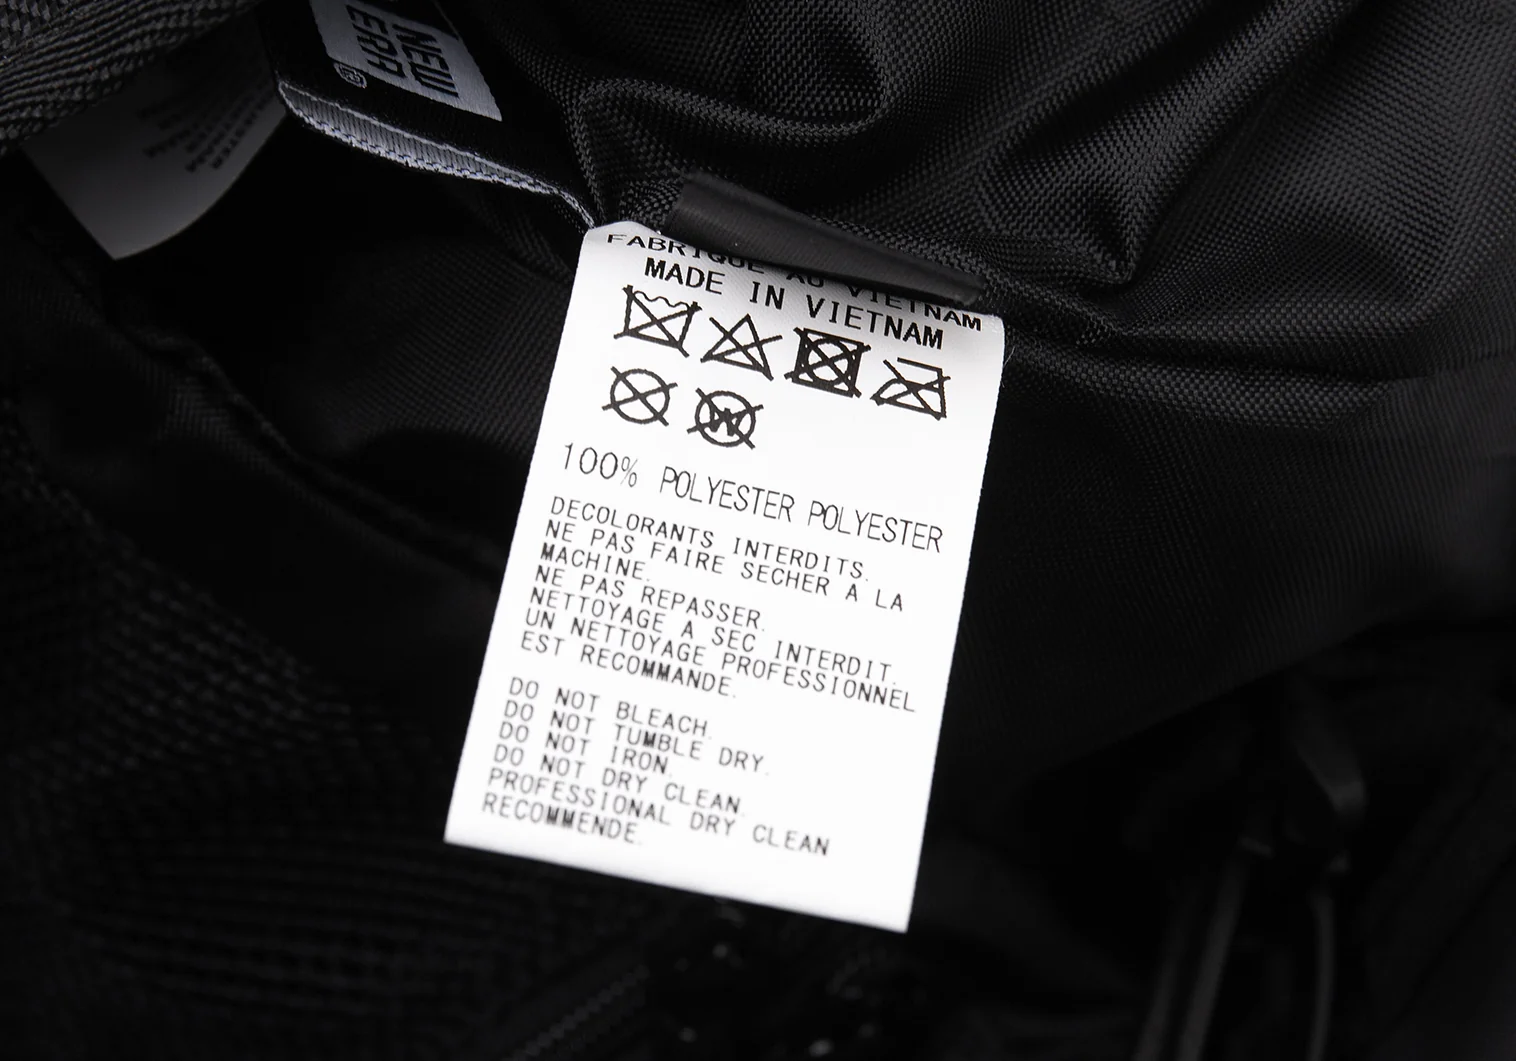 NEW
ERA
®
FABRIQUE AU VIETNAM
MADE IN VIETNAM
W
100% POLYESTER POLYESTER
DECOLORANTS INTERDITS.
NE PAS FAIRE SECHER À LA
MACHINE.
NE PAS REPASSER.
NETTOYAGE A SEC INTERDIT.
UN NETTOYAGE PROFESSIONNEL
EST RECOMMANDE.
DO NOT BLEACH.
DO NOT TUMBLE DRY.
DO NOT IRON.
DO NOT DRY CLEAN.
PROFESSIONAL DRY CLEAN
RECOMMENDE.